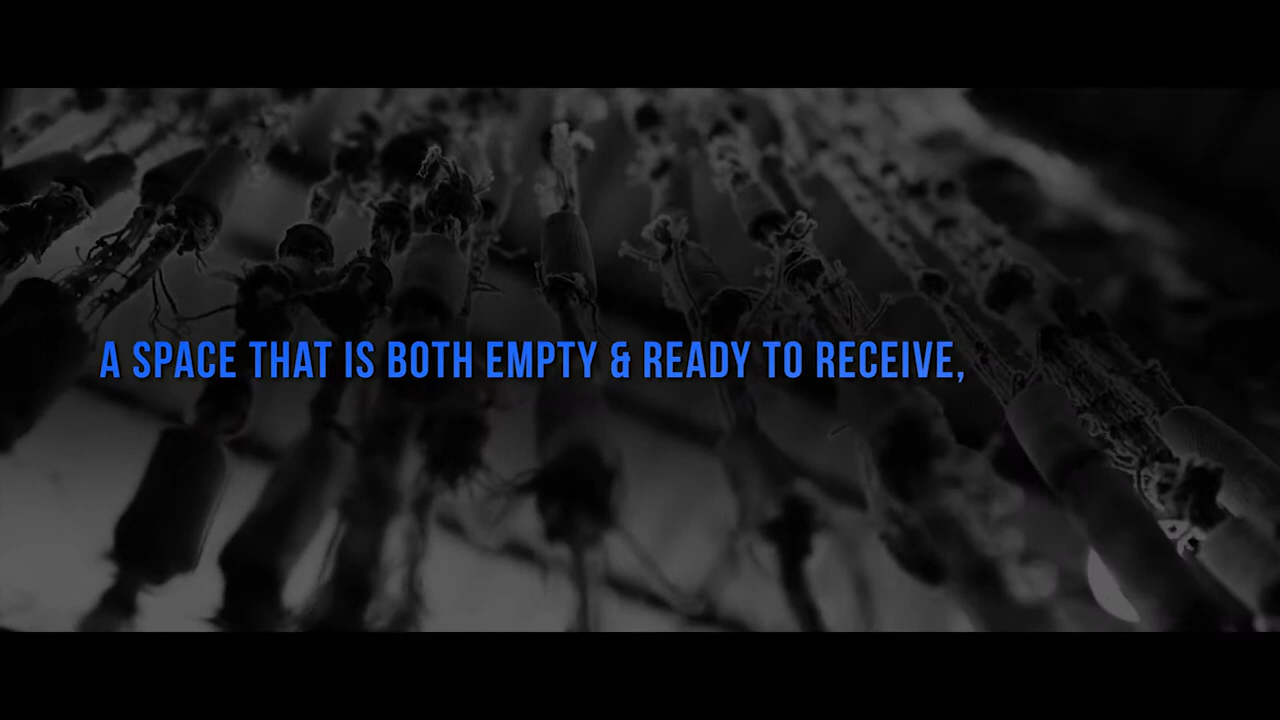 A SPACE THAT IS BOTH EMPTY & READY TO RECEIVE,